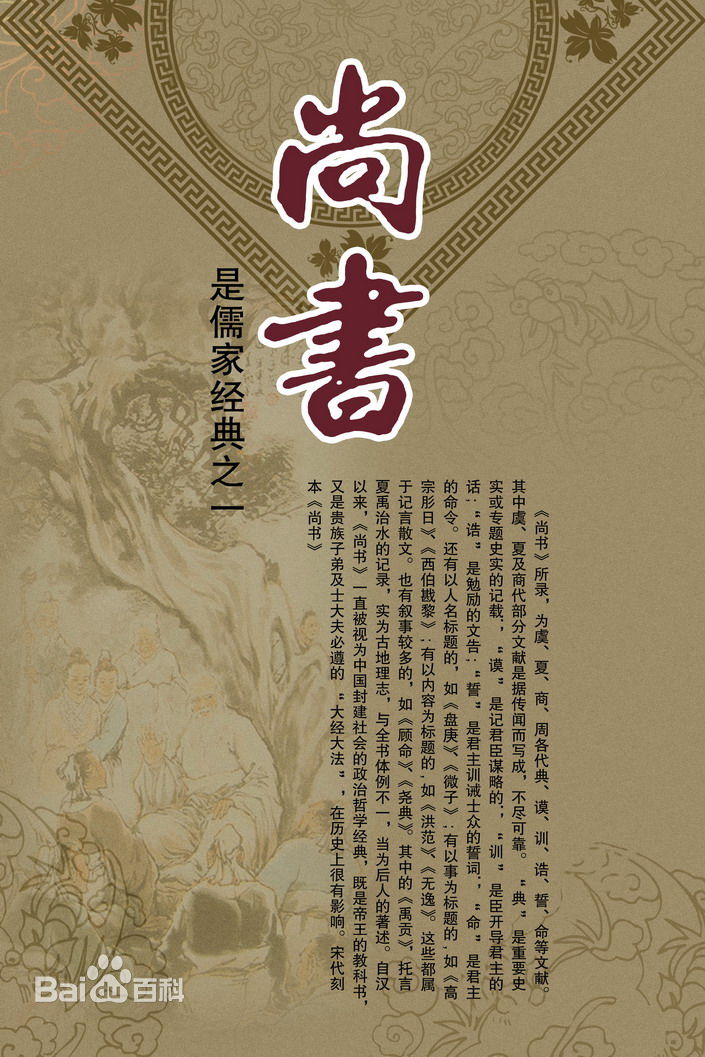 尚书
是儒家经典之一
《尚书》所录，为虞、夏、商、周各代典、谟、训、诰、誓、命等文献。
其中虞、夏及商代部分文献是据传闻而写成，不尽可靠。“典”是重要史
实或专题史实的记载；“谟”是记君臣谋略的；“训”是臣开导君主的
话；“诰”是勉励的文告；“誓”是君主训诫士众的誓词；“命”是君主
的命令。还有以人名标题的，如《盘庚》、《微子》；有以事为标题的，如《高
宗肜日》、《西伯戡黎》；有以内容为标题的，如《洪范》、《无逸》。这些都属
于记言散文。也有叙事较多的，如《顾命》、《尧典》。其中的《禹贡》，托言
夏禹治水的记录，实为古地理志，与全书体例不一，当为后人的著述。自汉
以来，《尚书》一直被视为中国封建社会的政治哲学经典，既是帝王的教科书，
又是贵族子弟及士大夫必遵的“大经大法”，在历史上很有影响。宋代刻
本《尚书》
Bai du 百科